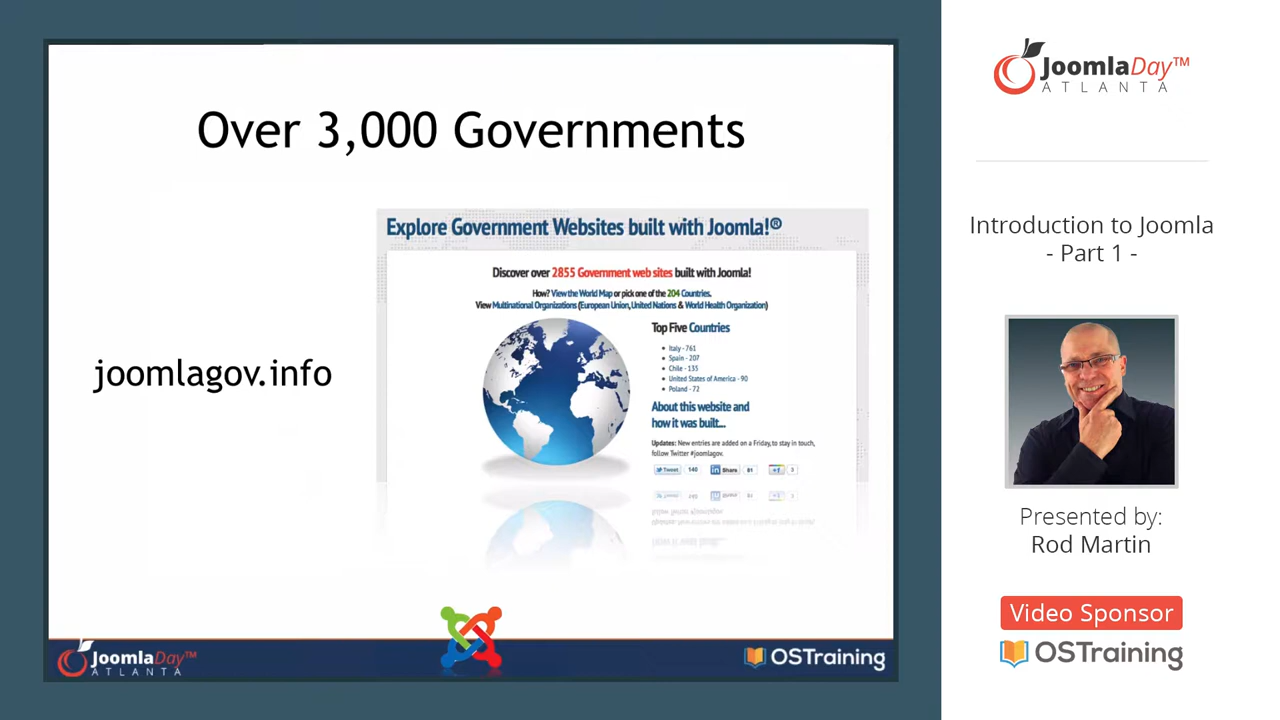 Over 3,000 Governments
joomlagov.info
Explore Government Websites built with Joomla!®
Discover over 2855 Government web sites built with Joomla!
How? View the World Map or pick one of the 204 Countries.
View Multinational Organizations (European Union, United Nations & World Health Organization)
Top Five Countries
Italy - 761
Spain - 207
Chile - 135
United States of America - 90
Poland - 72
About this website and
how it was built...
Updates: New entries are added on a Friday, to stay in touch,
follow Twitter #joomlagov.
Tweet 146 Share 81 +1 3
JoomlaDay™
ATLANTA
OSTraining
JoomlaDay™
ATLANTA
Introduction to Joomla
- Part 1 -
Presented by:
Rod Martin
Video Sponsor
OSTraining